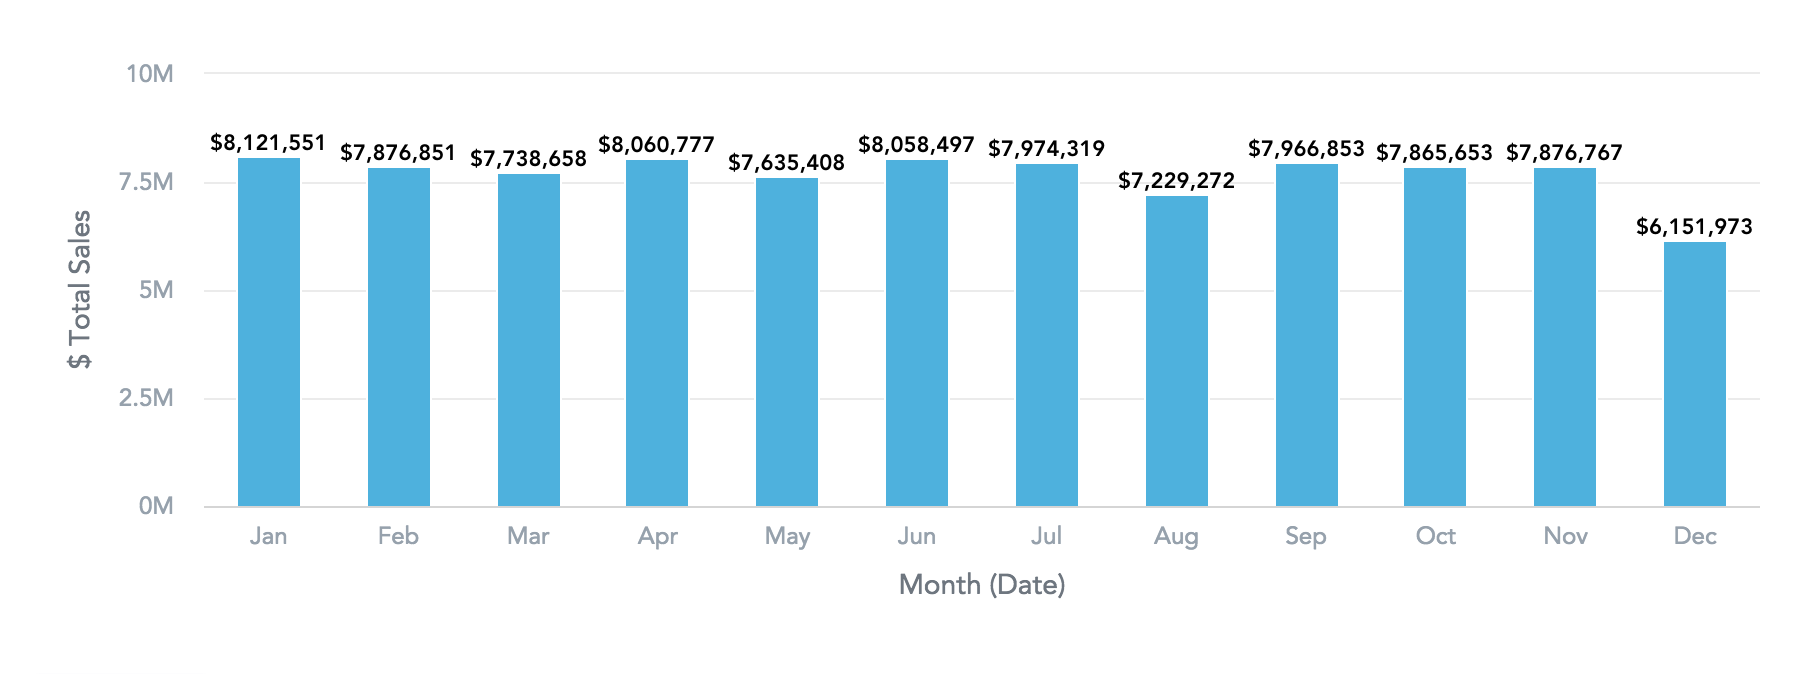 10M
7.5M
5M
2.5M
0M
$ Total Sales
$8,121,551
$7,876,851
$7,738,658
$8,060,777
$7,635,408
$8,058,497
$7,974,319
$7,229,272
$7,966,853
$7,865,653
$7,876,767
$6,151,973
Jan Feb Mar Apr May Jun Jul Aug Sep Oct Nov Dec
Month (Date)